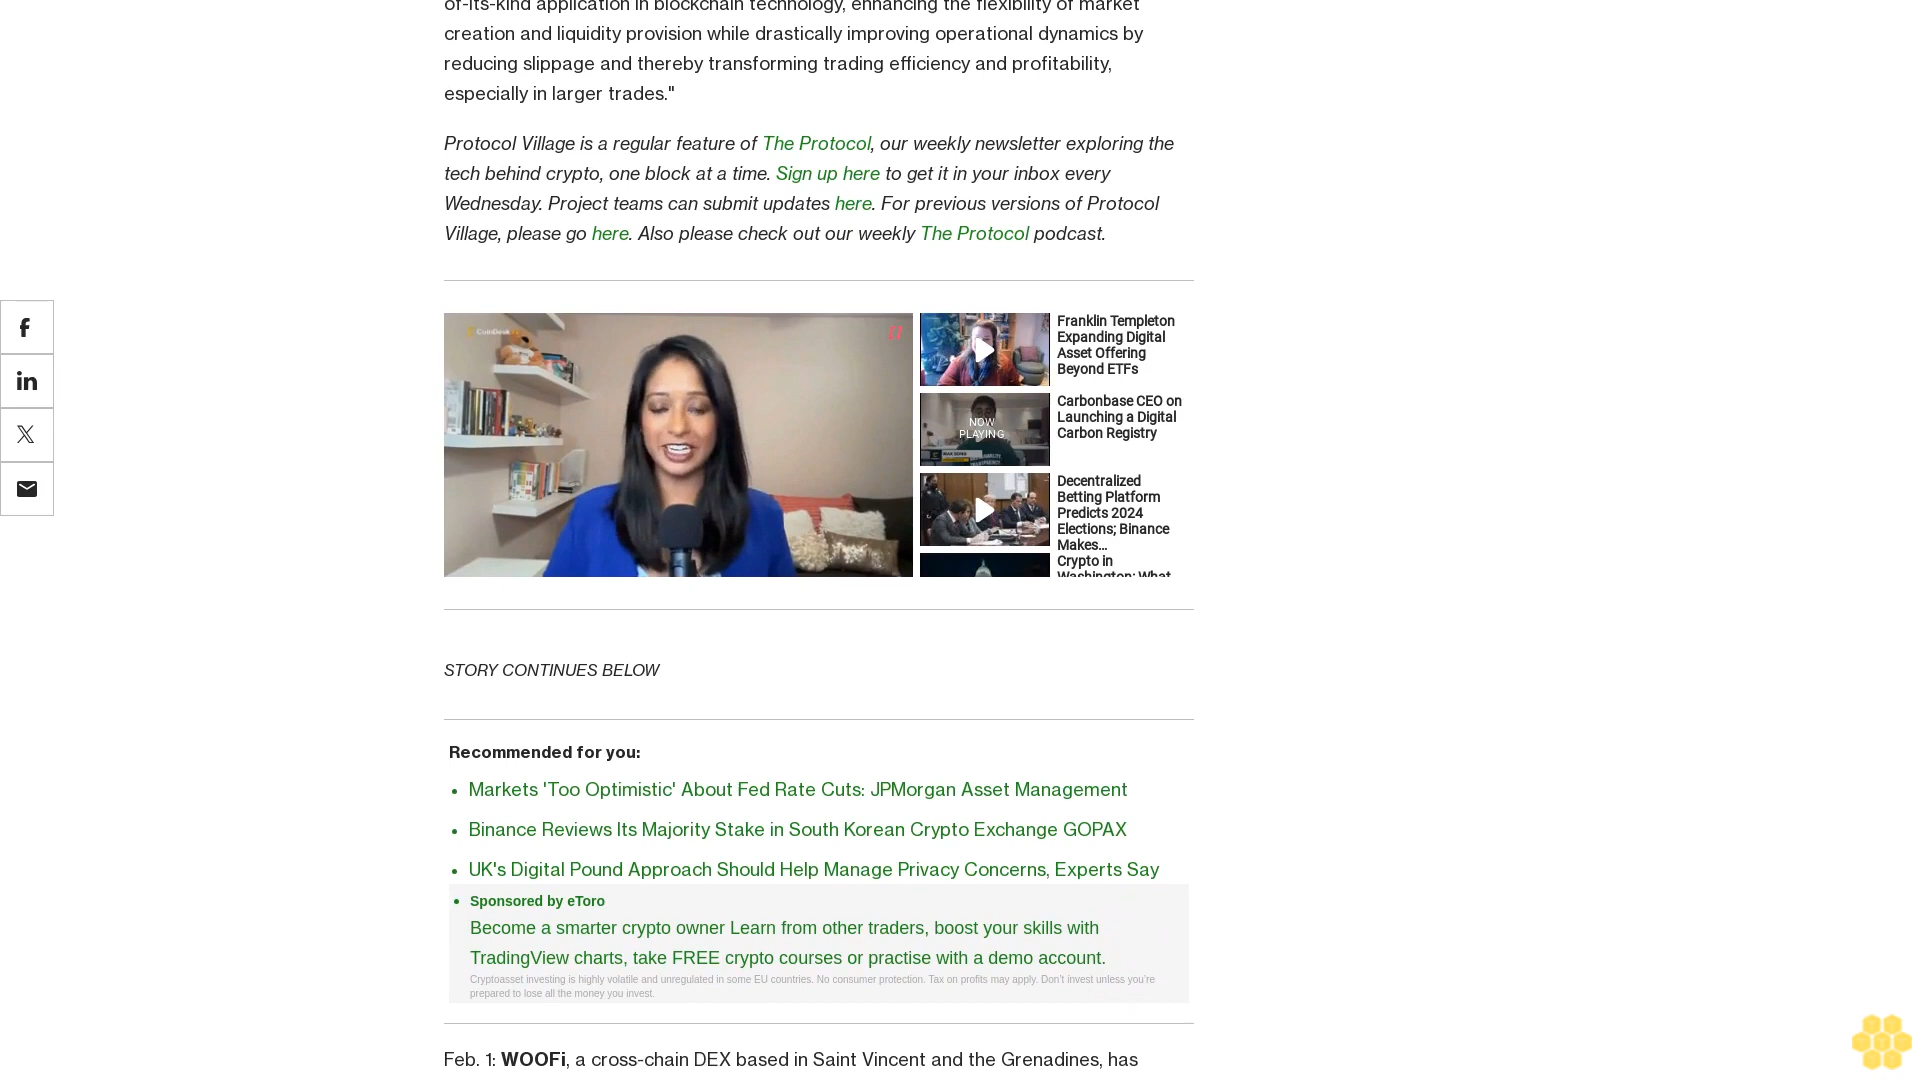 of-its-kind application in blockchain technology, enhancing the flexibility of market
creation and liquidity provision while drastically improving operational dynamics by
reducing slippage and thereby transforming trading efficiency and profitability,
especially in larger trades."
Protocol Village is a regular feature of The Protocol, our weekly newsletter exploring the
tech behind crypto, one block at a time. Sign up here to get it in your inbox every
Wednesday. Project teams can submit updates here. For previous versions of Protocol
Village, please go here. Also please check out our weekly The Protocol podcast.
CoinDesk
Franklin Templeton
Expanding Digital
Asset Offering
Beyond ETFs
NOW
PLAYING
Carbonbase CEO on
Launching a Digital
Carbon Registry
Decentralized
Betting Platform
Predicts 2024
Elections; Binance
Makes...
Crypto in
Washington: What
STORY CONTINUES BELOW
Recommended for you:
• Markets 'Too Optimistic' About Fed Rate Cuts: JPMorgan Asset Management
• Binance Reviews Its Majority Stake in South Korean Crypto Exchange GOPAX
• UK's Digital Pound Approach Should Help Manage Privacy Concerns, Experts Say
• Sponsored by eToro
Become a smarter crypto owner Learn from other traders, boost your skills with
TradingView charts, take FREE crypto courses or practise with a demo account.
Cryptoasset investing is highly volatile and unregulated in some EU countries. No consumer protection. Tax on profits may apply. Don't invest unless you're
prepared to lose all the money you invest.
Feb. 1: WOOFi, a cross-chain DEX based in Saint Vincent and the Grenadines, has